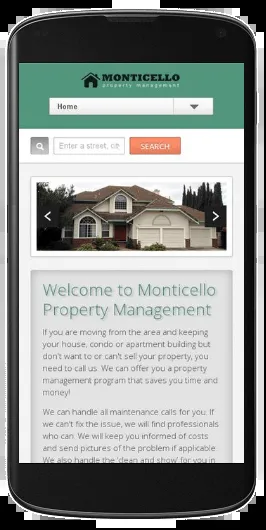 MONTICELLO
property management
Home
Enter a street, cit
SEARCH
Welcome to Monticello
Property Management
If you are moving from the area and keeping
your house, condo or apartment building but
don't want to or can't sell your property, you
need to call us. We can offer you a property
management program that saves you time and
money!
We can handle all maintenance calls for you. If
we can't fix the issue, we will find professionals
who can. We will keep you informed of costs
and send pictures of the problem if applicable.
We also handle the 'clean and show' for you in